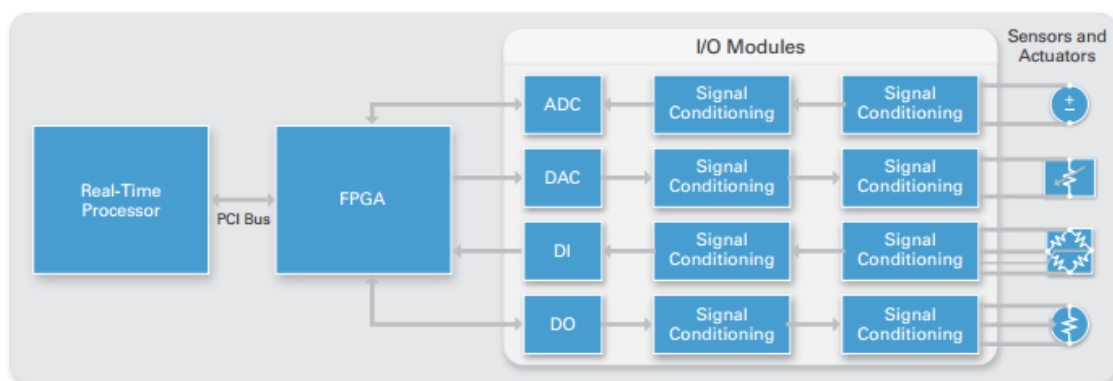 I/O Modules
Sensors and
Actuators
Real-Time
Processor
PCI Bus
FPGA
ADC
Signal
Conditioning
Signal
Conditioning
±
DAC
Signal
Conditioning
Signal
Conditioning
DI
Signal
Conditioning
Signal
Conditioning
DO
Signal
Conditioning
Signal
Conditioning